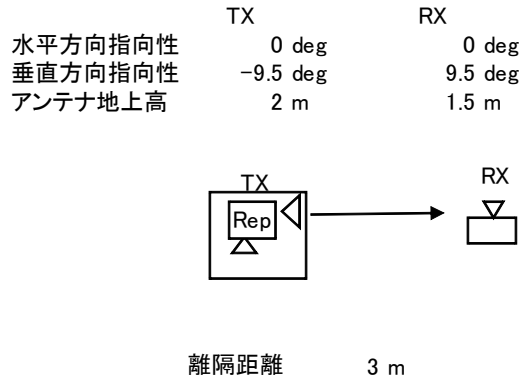 TX RX
水平方向指向性 0 deg 0 deg
垂直方向指向性 -9.5 deg 9.5 deg
アンテナ地上高 2 m 1.5 m
TX RX
Rep
離隔距離 3 m